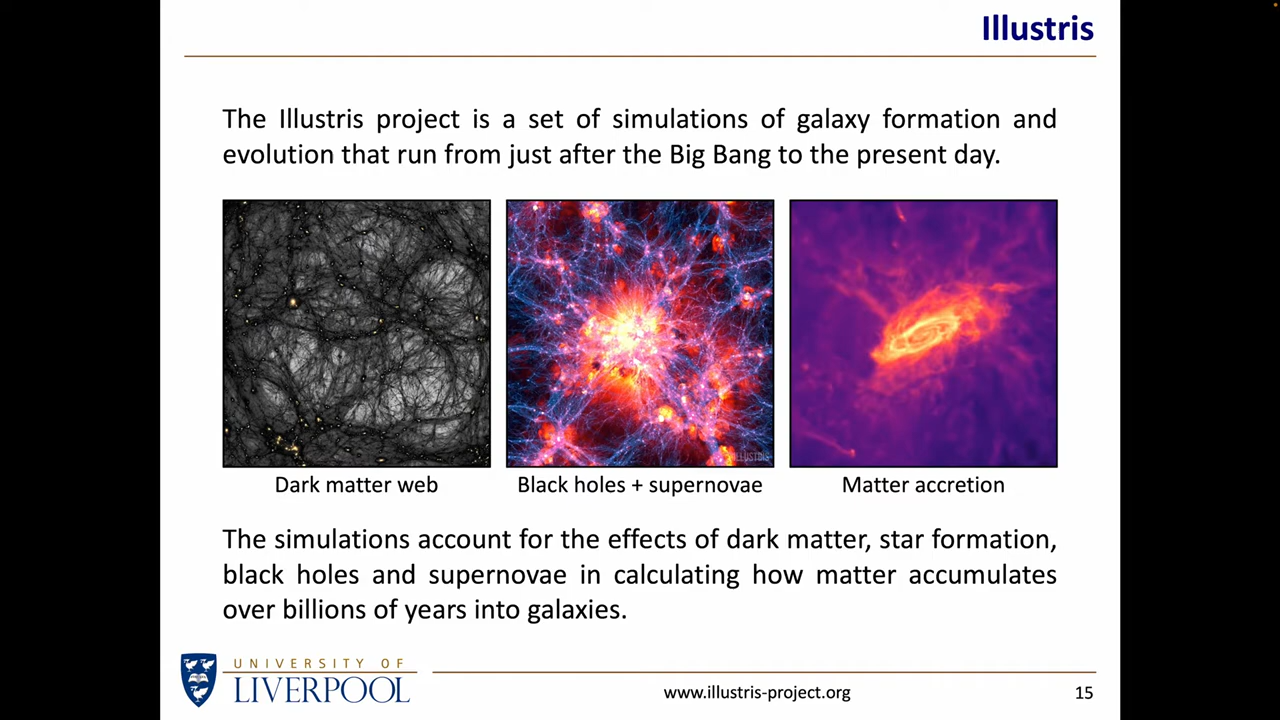 Illustris
The Illustris project is a set of simulations of galaxy formation and
evolution that run from just after the Big Bang to the present day.
ILLUSTRIS
Dark matter web
Black holes + supernovae
Matter accretion
The simulations account for the effects of dark matter, star formation,
black holes and supernovae in calculating how matter accumulates
over billions of years into galaxies.
UNIVERSITY OF
LIVERPOOL
www.illustris-project.org
15